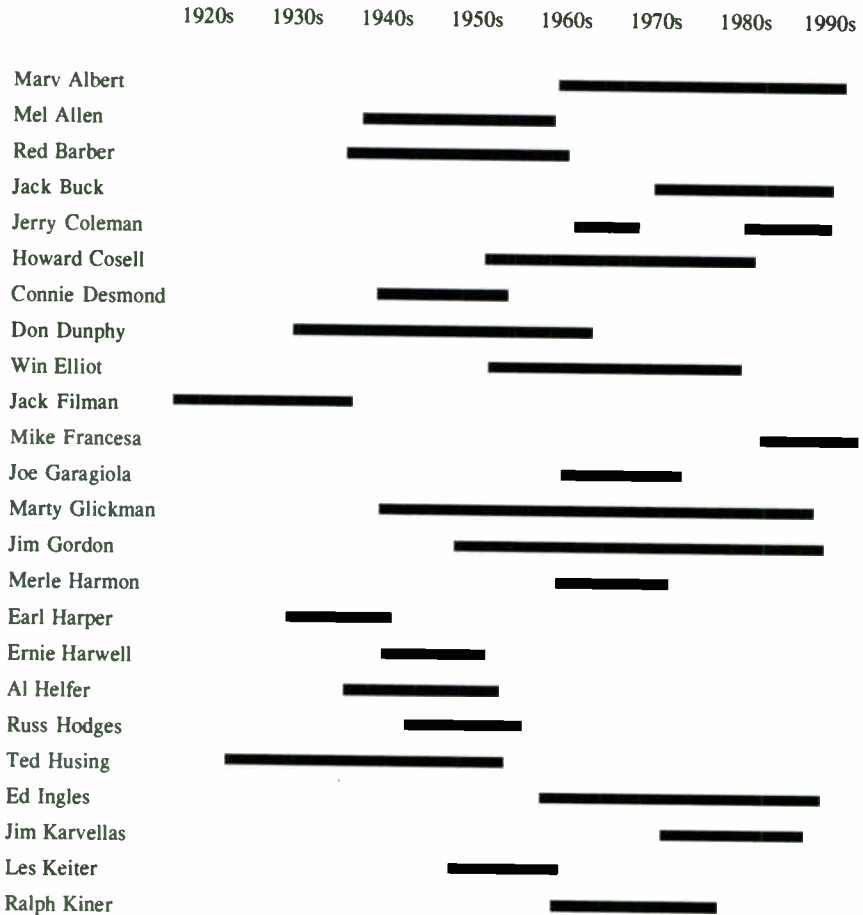 1920s 1930s 1940s 1950s 1960s 1970s 1980s 1990s
Marv Albert
Mel Allen
Red Barber
Jack Buck
Jerry Coleman
Howard Cosell
Connie Desmond
Don Dunphy
Win Elliot
Jack Filman
Mike Francesa
Joe Garagiola
Marty Glickman
Jim Gordon
Merle Harmon
Earl Harper
Ernie Harwell
Al Helfer
Russ Hodges
Ted Husing
Ed Ingles
Jim Karvellas
Les Keiter
Ralph Kiner